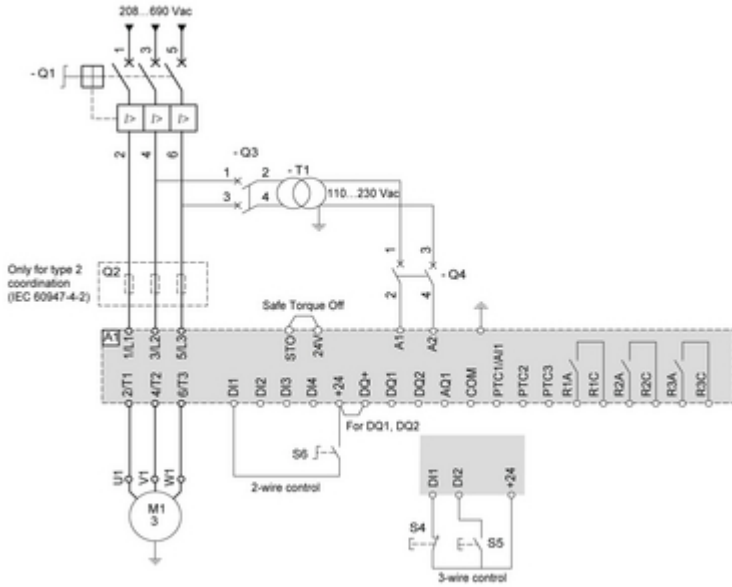 208...690 Vac
1 3 5
- Q1
I> I> I>
2 4 6
- Q3
1 2
3 4
- T1
110...230 Vac
1 3
- Q4
2 4
Only for type 2
coordination
(IEC 60947-4-2)
Q2
Safe Torque Off
A1
1/L1 3/L2 5/L3 STO 24V A1 A2
2/T1 4/T2 6/T3 DI1 DI2 DI3 DI4 +24 DQ+ DQ1 DQ2 AQ1 COM PTC1/AI1 PTC2 PTC3 R1A R1C R2A R2C R3A R3C
For DQ1, DQ2
S6
2-wire control
U1 V1 W1
M1
3
DI1 DI2 +24
S4
S5
3-wire control